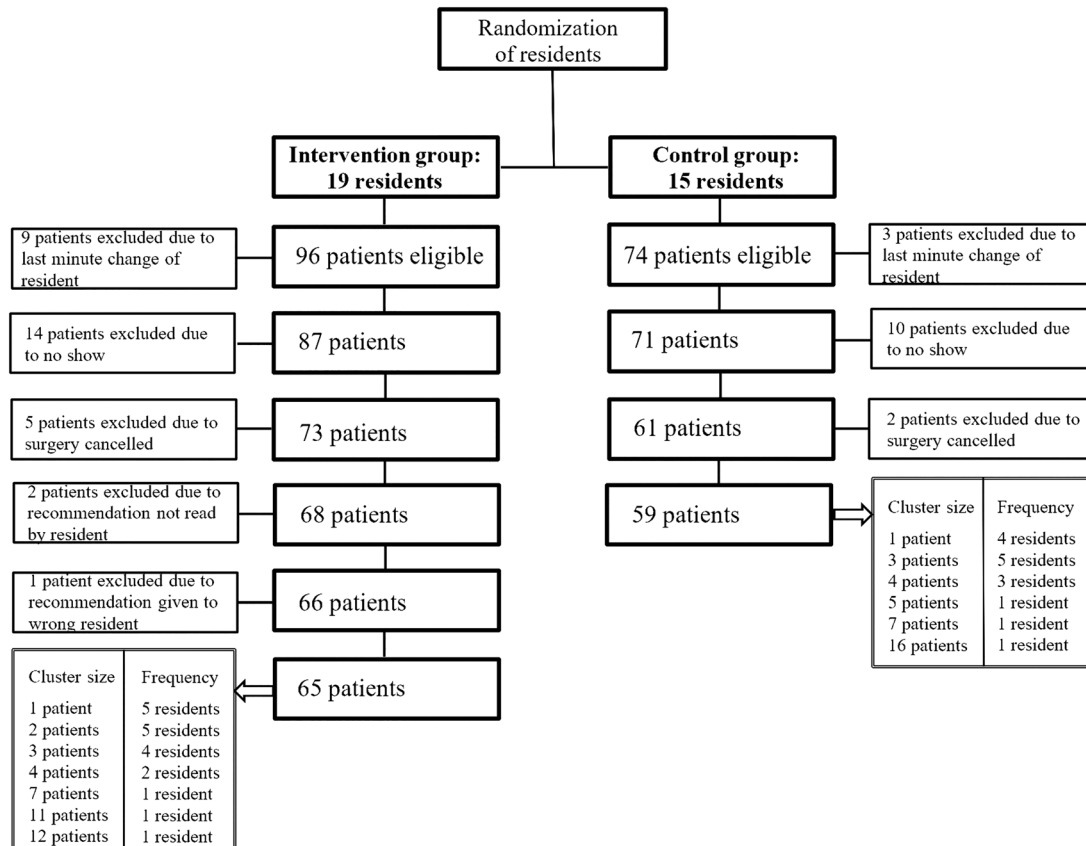 Randomization
of residents
Intervention group:
19 residents
Control group:
15 residents
9 patients excluded due to
last minute change of
resident
96 patients eligible
74 patients eligible
3 patients excluded due to
last minute change of
resident
14 patients excluded due
to no show
87 patients
71 patients
10 patients excluded due
to no show
5 patients excluded due to
surgery cancelled
73 patients
61 patients
2 patients excluded due to
surgery cancelled
2 patients excluded due to
recommendation not read
by resident
68 patients
59 patients
Cluster size Frequency
1 patient 4 residents
3 patients 5 residents
4 patients 3 residents
5 patients 1 resident
7 patients 1 resident
16 patients 1 resident
1 patient excluded due to
recommendation given to
wrong resident
66 patients
65 patients
Cluster size Frequency
1 patient 5 residents
2 patients 5 residents
3 patients 4 residents
4 patients 2 residents
7 patients 1 resident
11 patients 1 resident
12 patients 1 resident